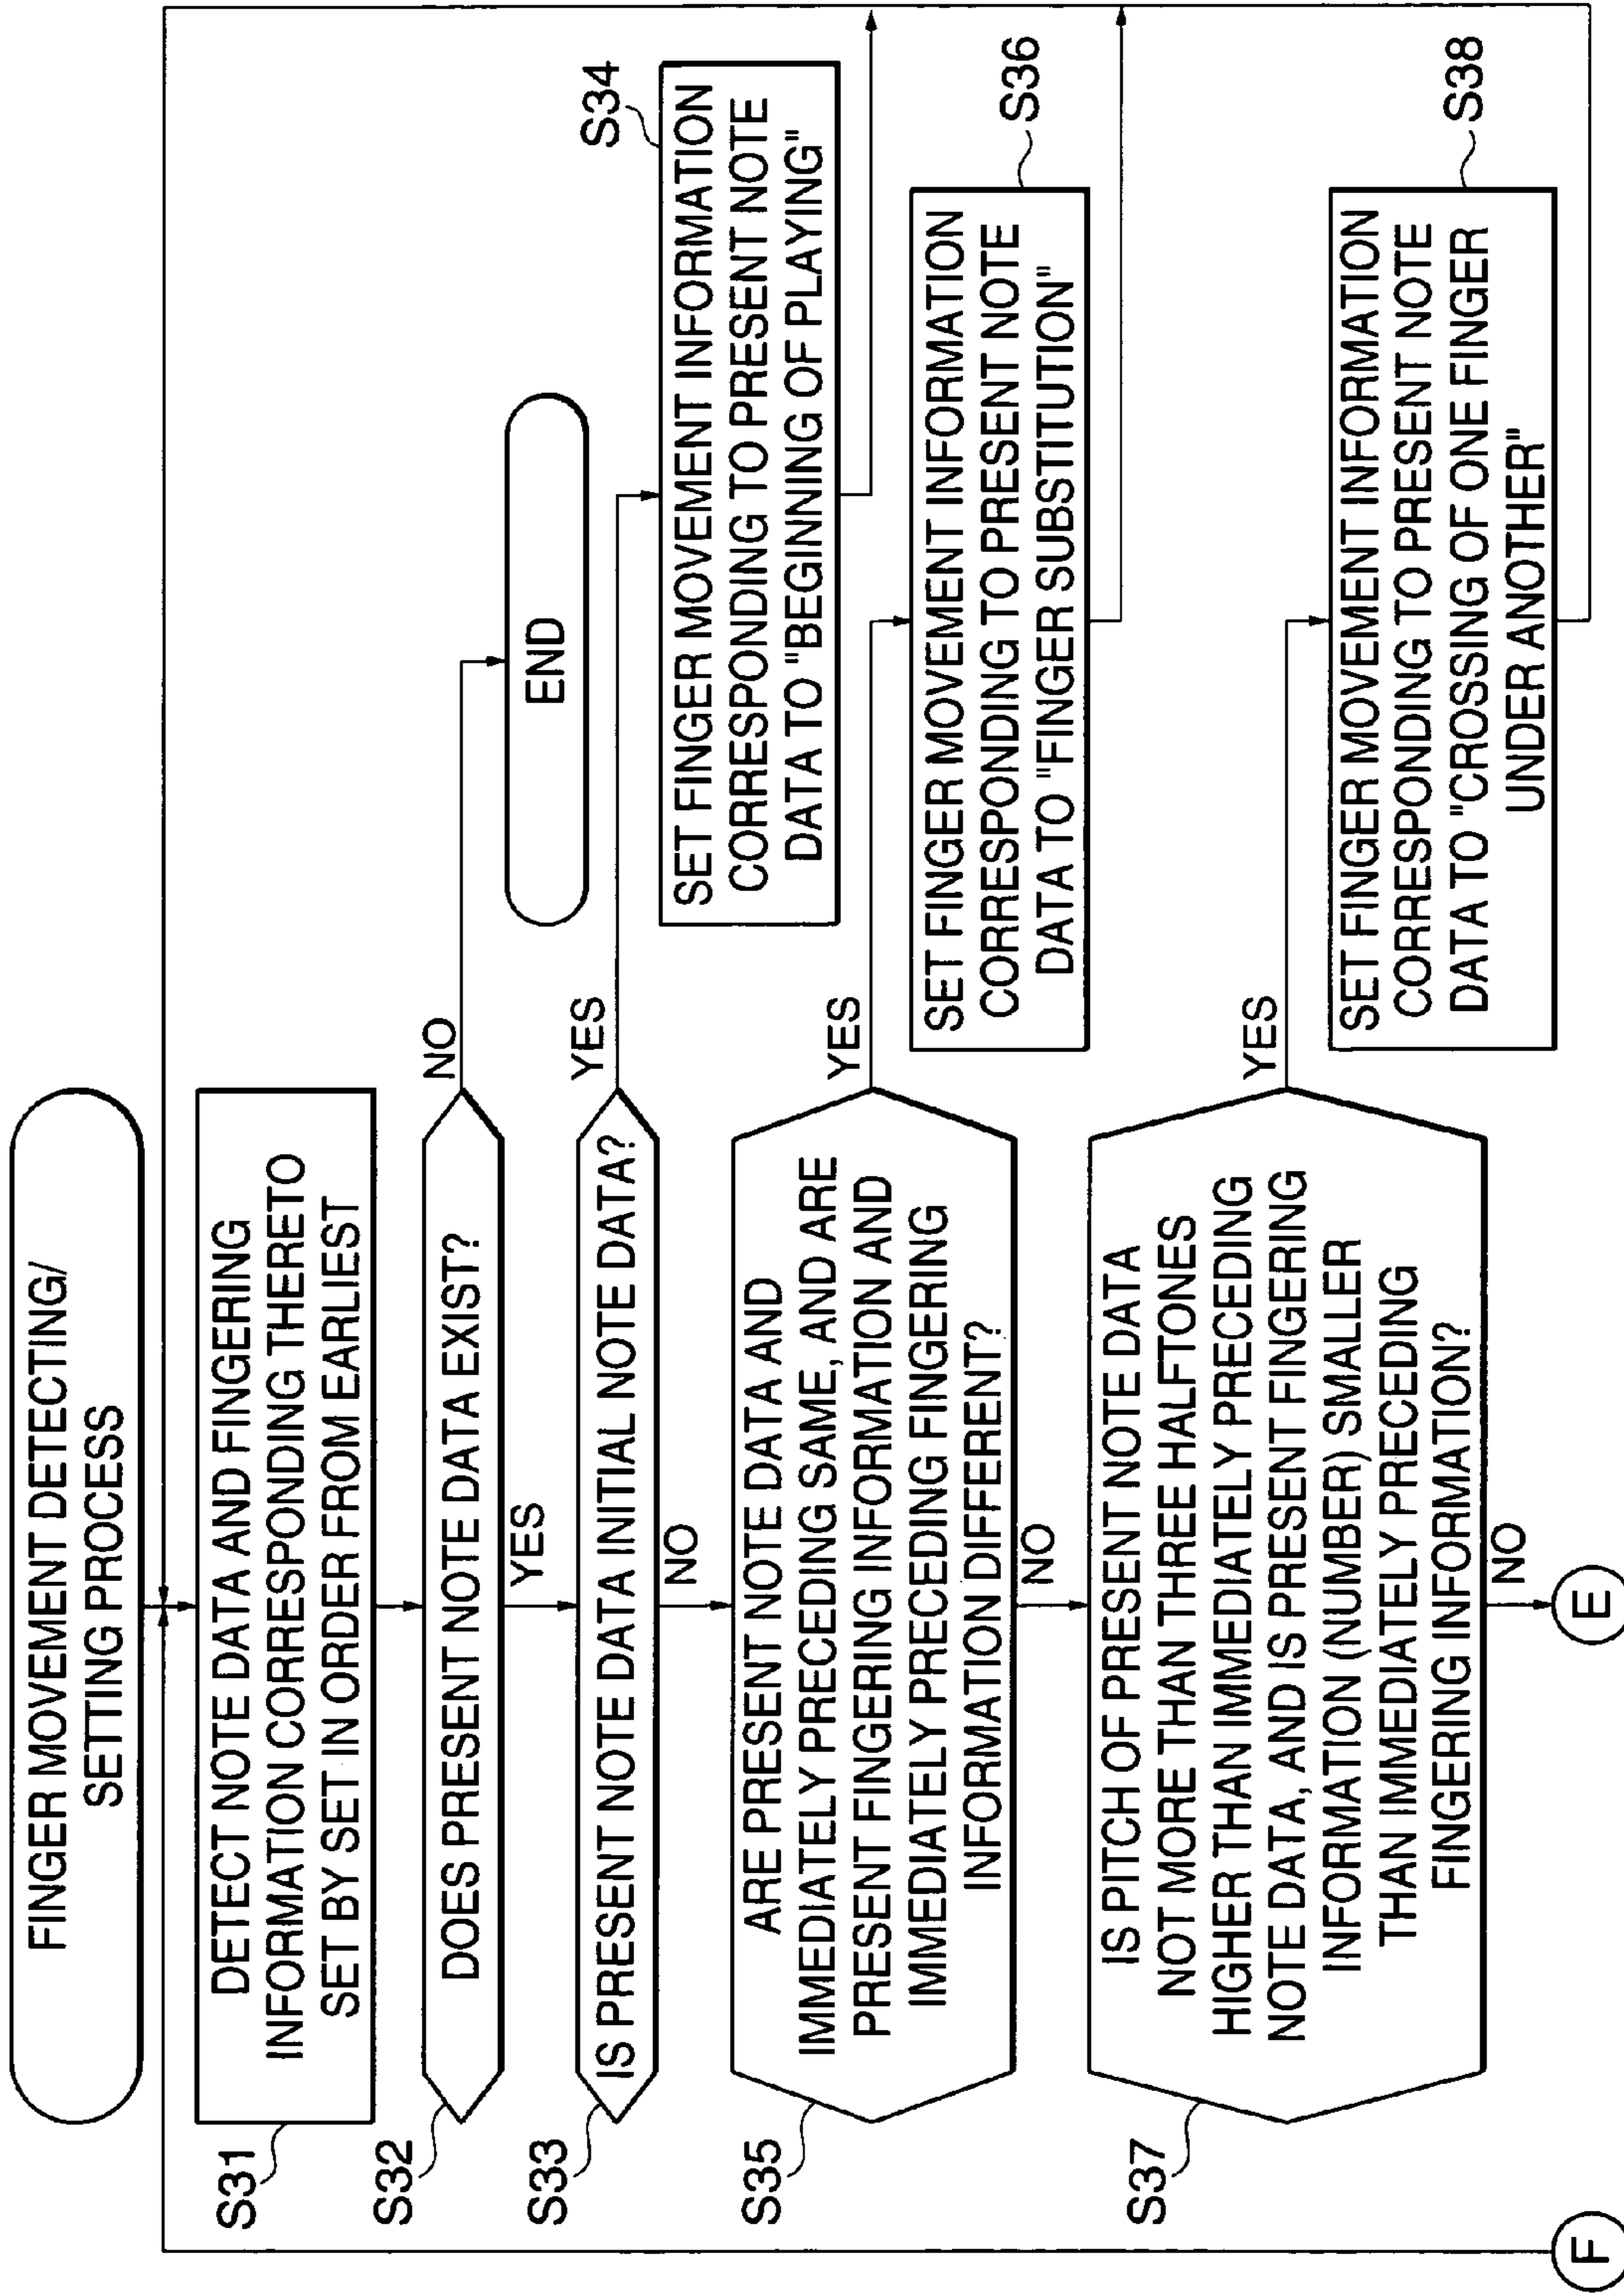 FINGER MOVEMENT DETECTING/
SETTING PROCESS
S31
DETECT NOTE DATA AND FINGERING
INFORMATION CORRESPONDING THERETO
SET BY SET IN ORDER FROM EARLIEST
S32
DOES PRESENT NOTE DATA EXIST?
NO
END
YES
S33
IS PRESENT NOTE DATA INITIAL NOTE DATA?
YES
S34
SET FINGER MOVEMENT INFORMATION
CORRESPONDING TO PRESENT NOTE
DATA TO "BEGINNING OF PLAYING"
NO
S35
ARE PRESENT NOTE DATA AND
IMMEDIATELY PRECEDING SAME, AND ARE
PRESENT FINGERING INFORMATION AND
IMMEDIATELY PRECEDING FINGERING
INFORMATION DIFFERENT?
YES
S36
SET FINGER MOVEMENT INFORMATION
CORRESPONDING TO PRESENT NOTE
DATA TO "FINGER SUBSTITUTION"
NO
S37
IS PITCH OF PRESENT NOTE DATA
NOT MORE THAN THREE HALFTONES
HIGHER THAN IMMEDIATELY PRECEDING
NOTE DATA, AND IS PRESENT FINGERING
INFORMATION (NUMBER) SMALLER
THAN IMMEDIATELY PRECEDING
FINGERING INFORMATION?
YES
S38
SET FINGER MOVEMENT INFORMATION
CORRESPONDING TO PRESENT NOTE
DATA TO "CROSSING OF ONE FINGER
UNDER ANOTHER"
NO
F
E